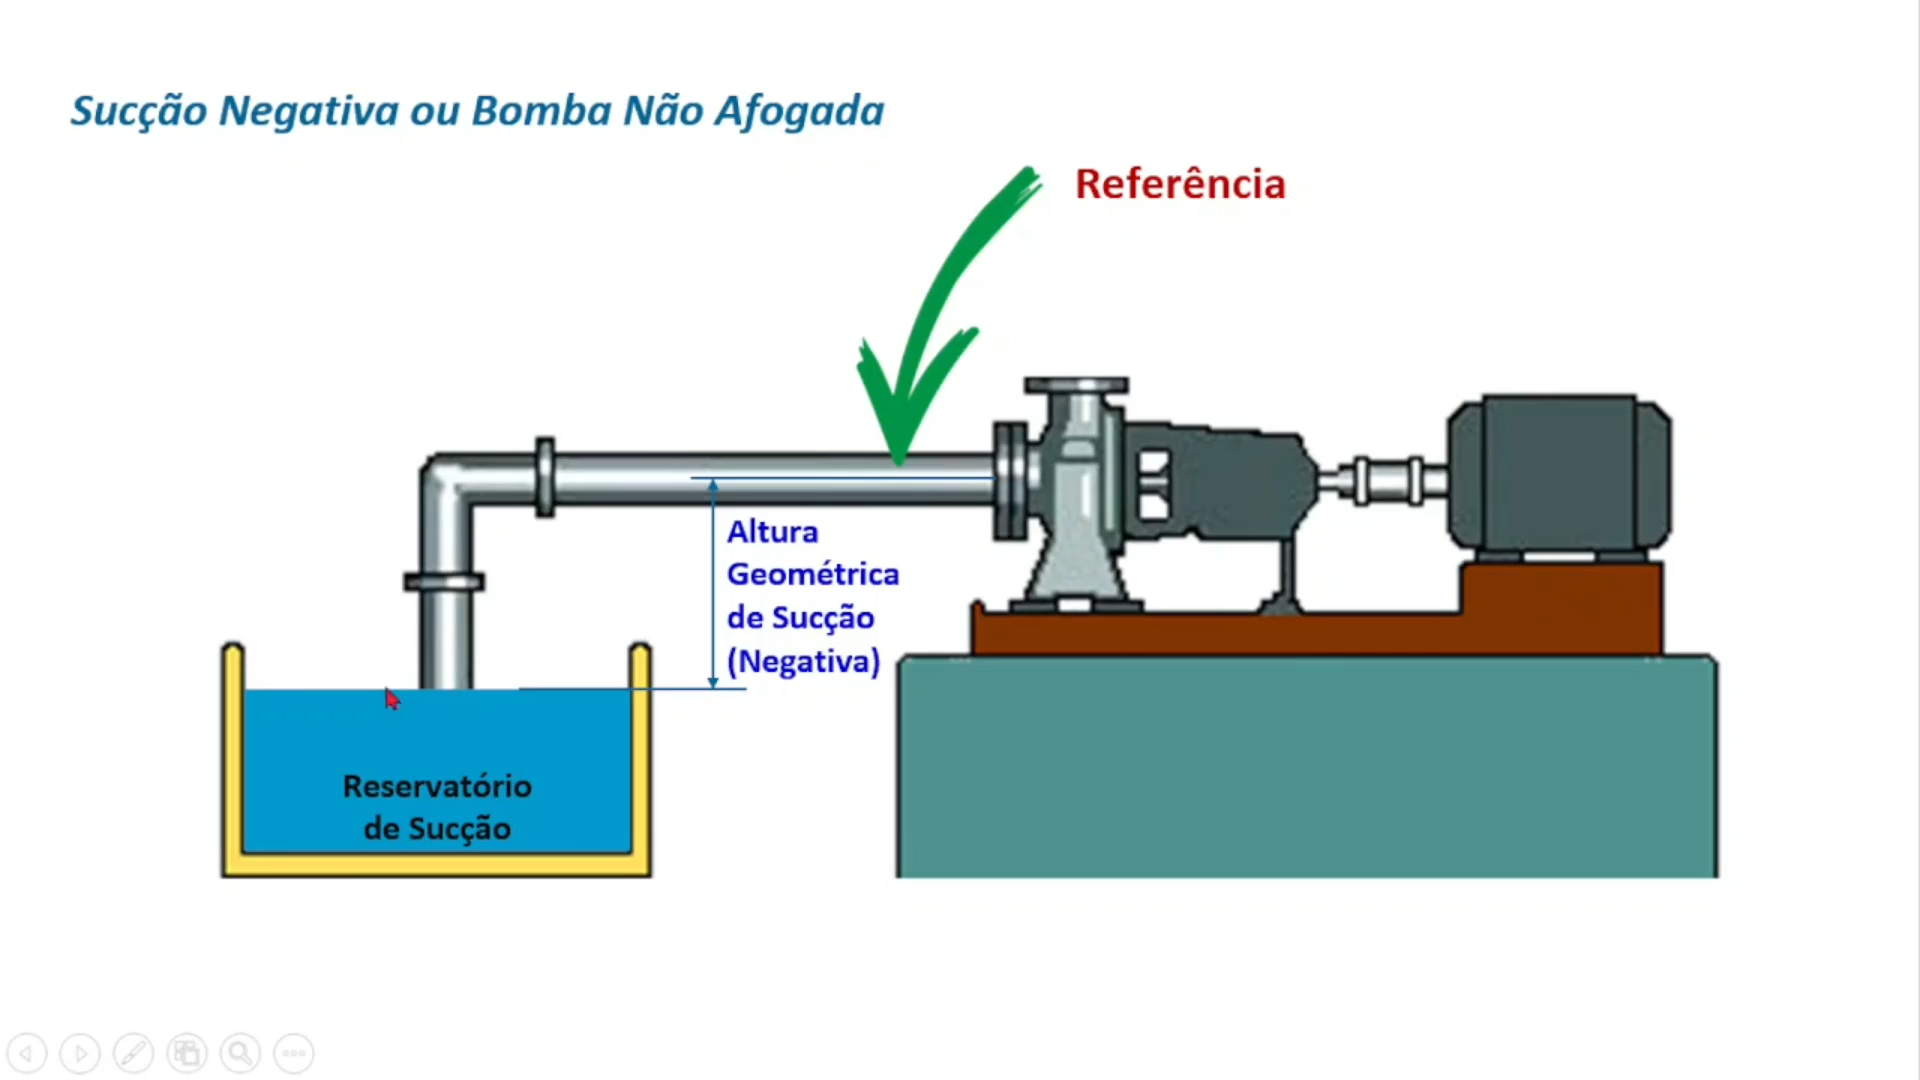 Sucção Negativa ou Bomba Não Afogada
Referência
Altura
Geométrica
de Sucção
(Negativa)
Reservatório
de Sucção